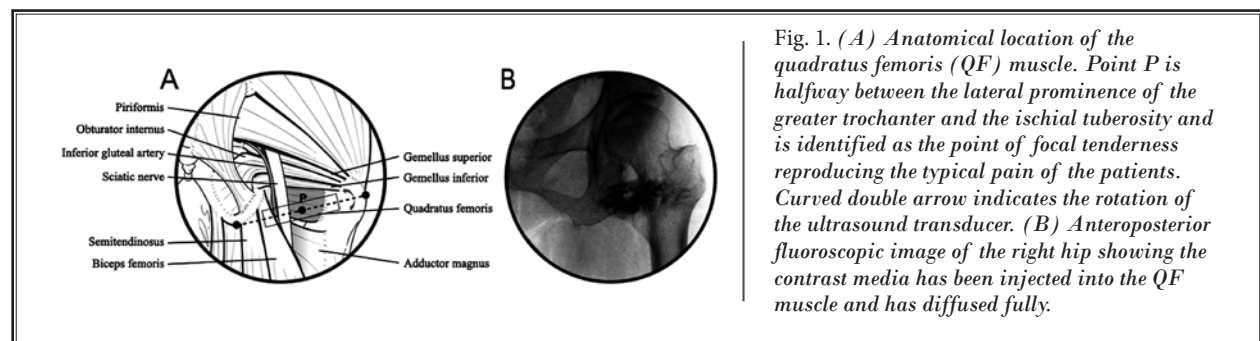 A
Piriformis
Obturator internus
Inferior gluteal artery
Sciatic nerve
Semitendinosus
Biceps femoris
P
Gemellus superior
Gemellus inferior
Quadratus femoris
Adductor magnus
B
Fig. 1. (A) Anatomical location of the
quadratus femoris (QF) muscle. Point P is
halfway between the lateral prominence of the
greater trochanter and the ischial tuberosity and
is identified as the point of focal tenderness
reproducing the typical pain of the patients.
Curved double arrow indicates the rotation of
the ultrasound transducer. (B) Anteroposterior
fluoroscopic image of the right hip showing the
contrast media has been injected into the QF
muscle and has diffused fully.